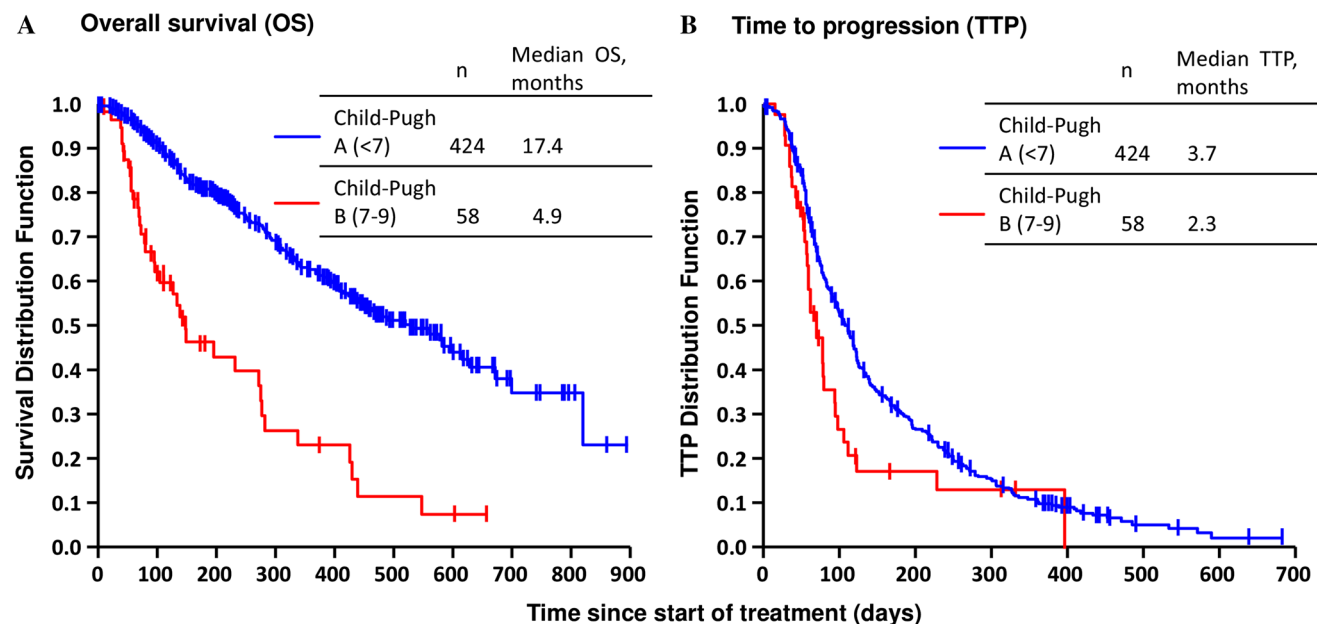 A Overall survival (OS)
n Median OS, months
Child-Pugh
A (<7) 424 17.4
Child-Pugh
B (7-9) 58 4.9
Survival Distribution Function
1.0
0.9
0.8
0.7
0.6
0.5
0.4
0.3
0.2
0.1
0.0
0 100 200 300 400 500 600 700 800 900
B Time to progression (TTP)
n Median TTP, months
Child-Pugh
A (<7) 424 3.7
Child-Pugh
B (7-9) 58 2.3
TTP Distribution Function
1.0
0.9
0.8
0.7
0.6
0.5
0.4
0.3
0.2
0.1
0.0
0 100 200 300 400 500 600 700
Time since start of treatment (days)